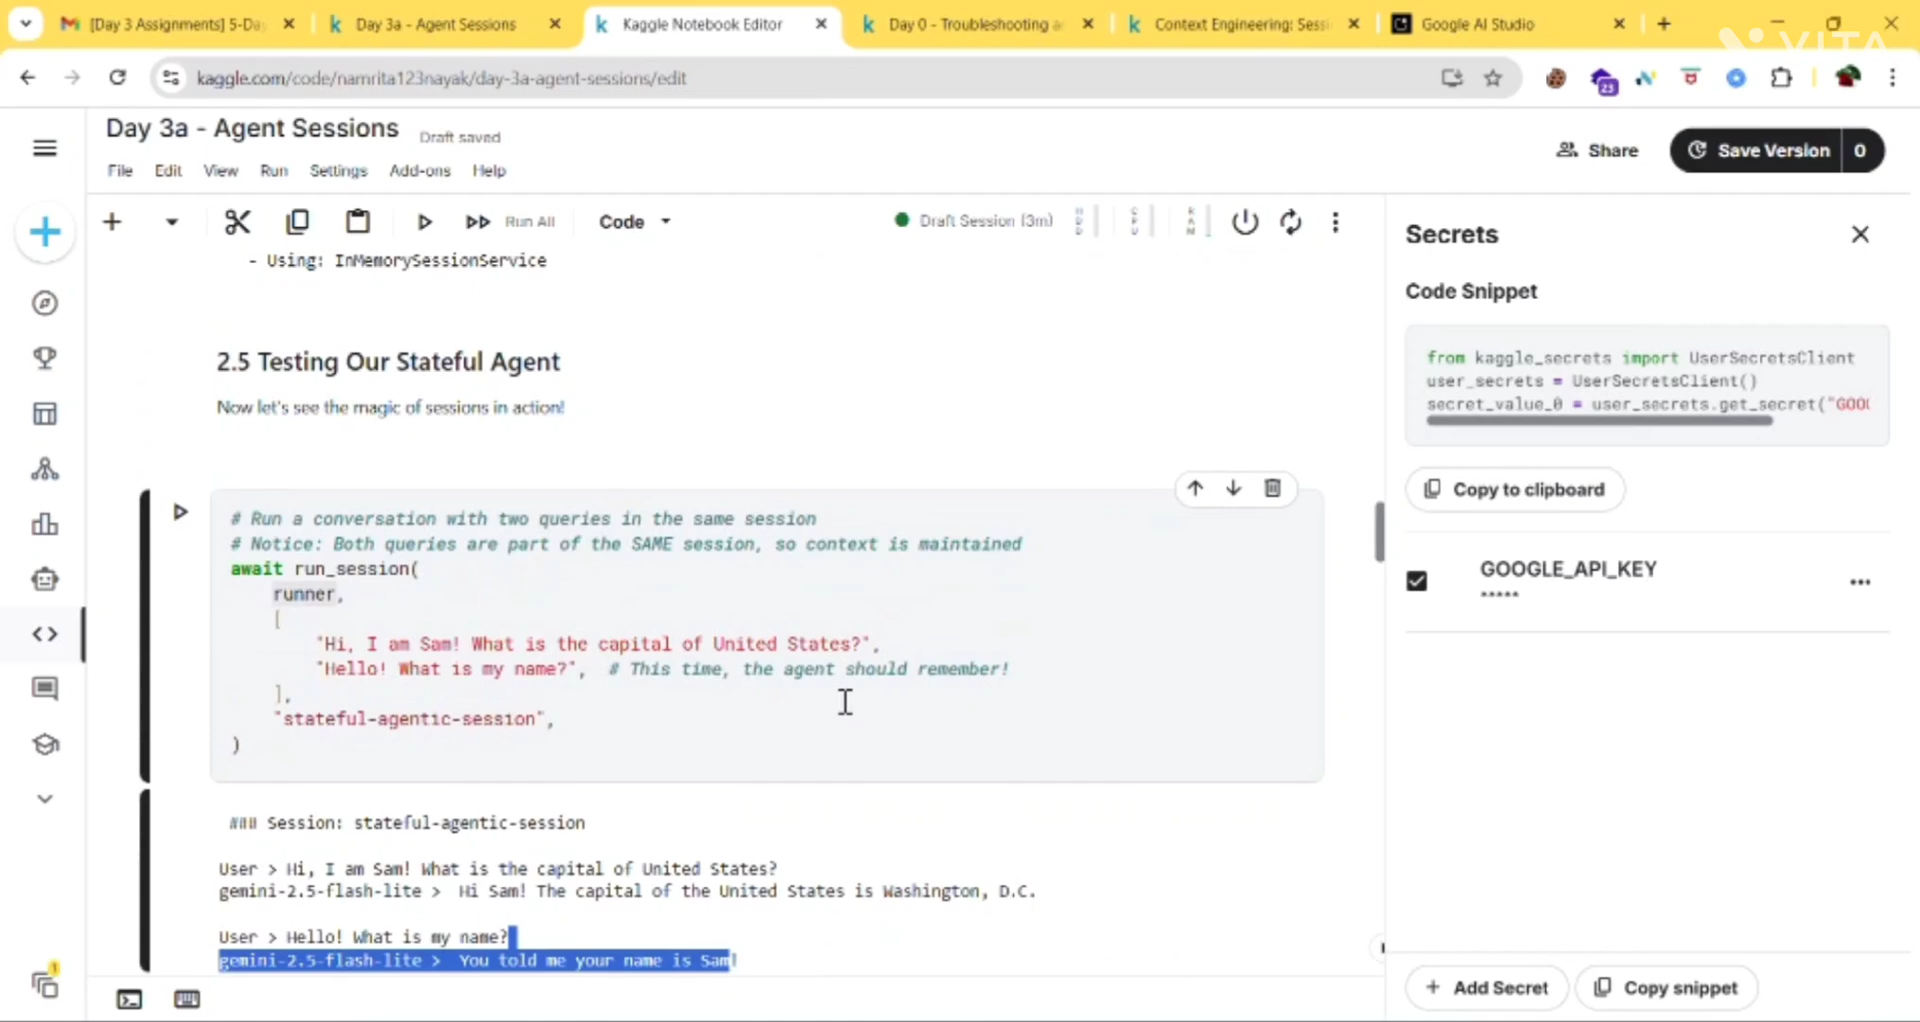 [Day 3 Assignments] 5-Da
Day 3a - Agent Sessions
Kaggle Notebook Editor
Day 0 - Troubleshooting a
Context Engineering: Sessi
Google AI Studio
VITA
kaggle.com/code/namrita123nayak/day-3a-agent-sessions/edit
23
Day 3a - Agent Sessions
Draft saved
Share
Save Version
0
File Edit View Run Settings Add-ons Help
Run All
Code
Draft Session (3m)
HDD
CPU
RAM
- Using: InMemorySessionService
2.5 Testing Our Stateful Agent
Now let's see the magic of sessions in action!
# Run a conversation with two queries in the same session
# Notice: Both queries are part of the SAME session, so context is maintained
await run_session(
runner,
[
"Hi, I am Sam! What is the capital of United States?",
"Hello! What is my name?",  # This time, the agent should remember!
],
"stateful-agentic-session",
)
### Session: stateful-agentic-session
User > Hi, I am Sam! What is the capital of United States?
gemini-2.5-flash-lite >  Hi Sam! The capital of the United States is Washington, D.C.
User > Hello! What is my name?
gemini-2.5-flash-lite >  You told me your name is Sam!
1
Secrets
Code Snippet
from kaggle_secrets import UserSecretsClient
user_secrets = UserSecretsClient()
secret_value_0 = user_secrets.get_secret("GOO
Copy to clipboard
GOOGLE_API_KEY
*****
+ Add Secret
Copy snippet